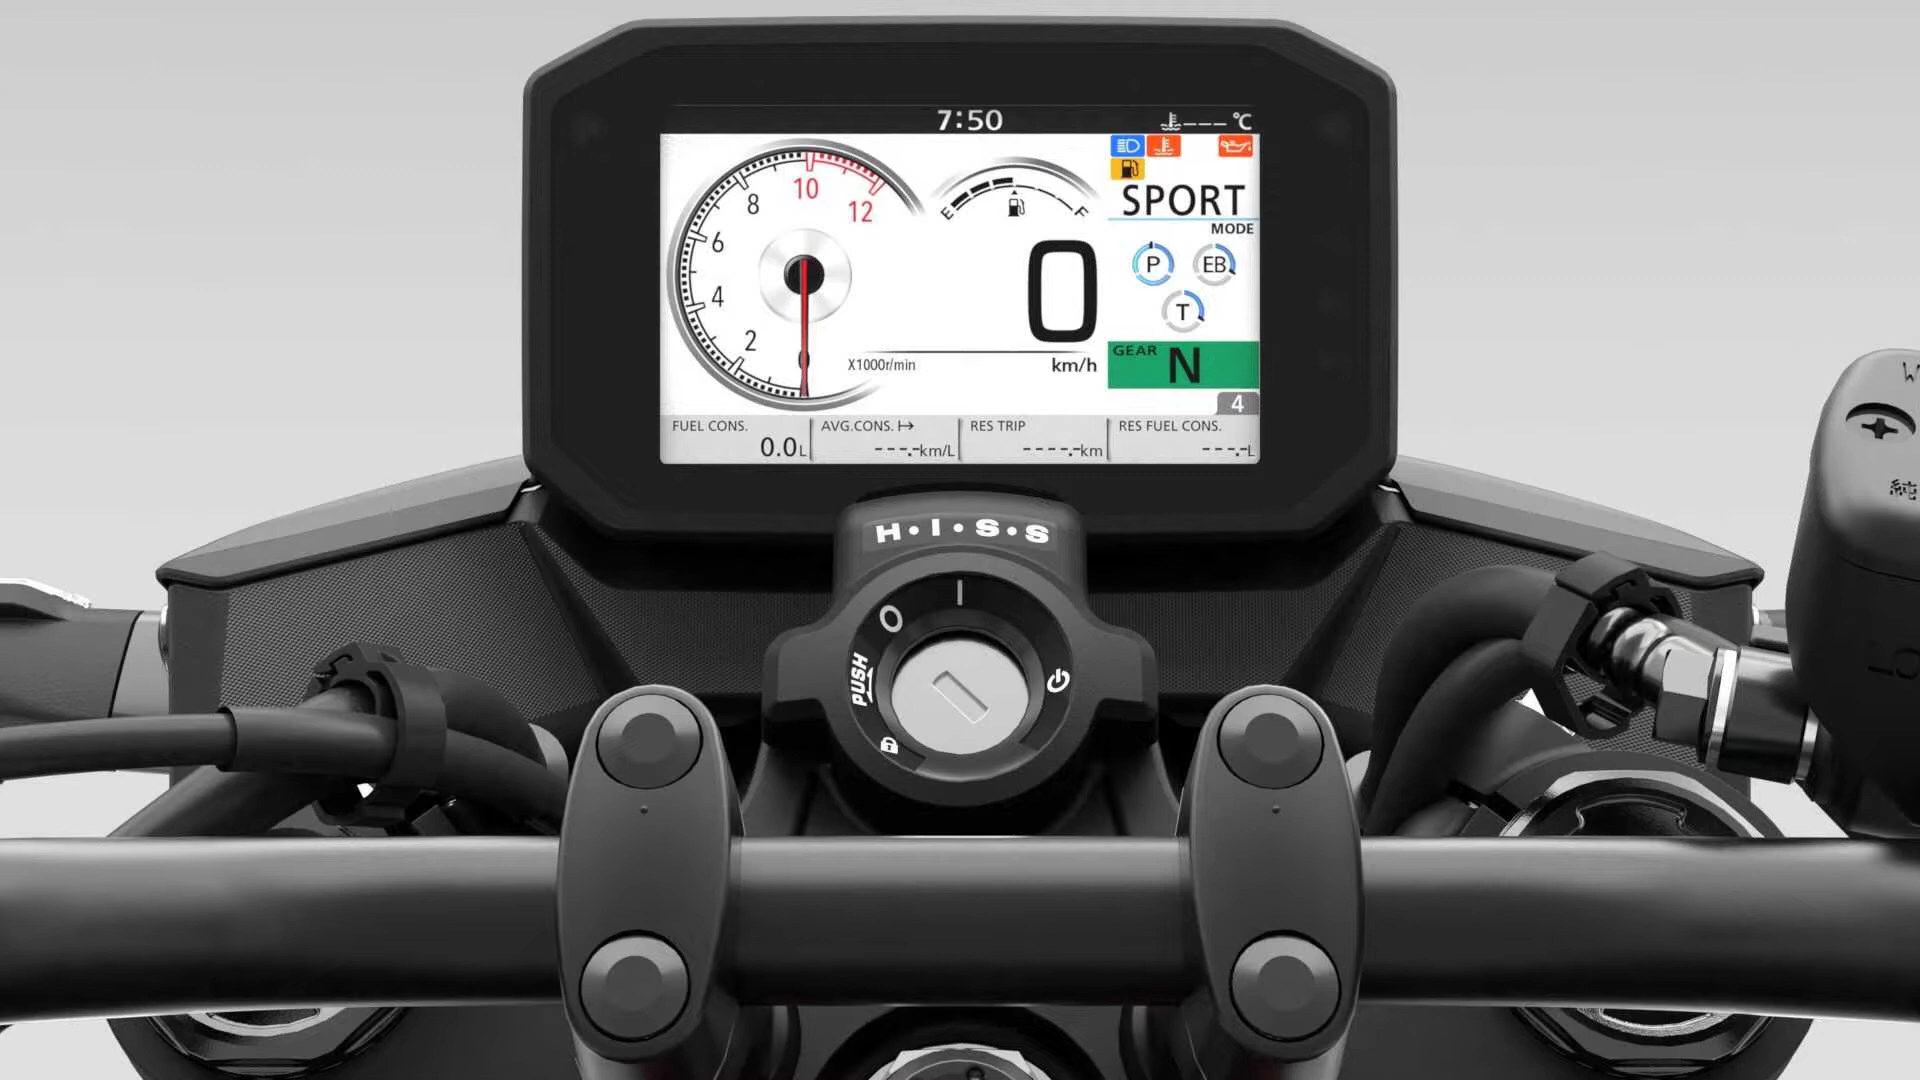 7:50
---- °C
8
10
12
6
4
2
0
E
F
SPORT
MODE
P
EB
T
0
X1000r/min
km/h
GEAR
N
4
FUEL CONS.
0.0L
AVG.CONS.
---.-km/L
RES TRIP
----.-km
RES FUEL CONS.
---.-L
H·I·S·S
PUSH
純